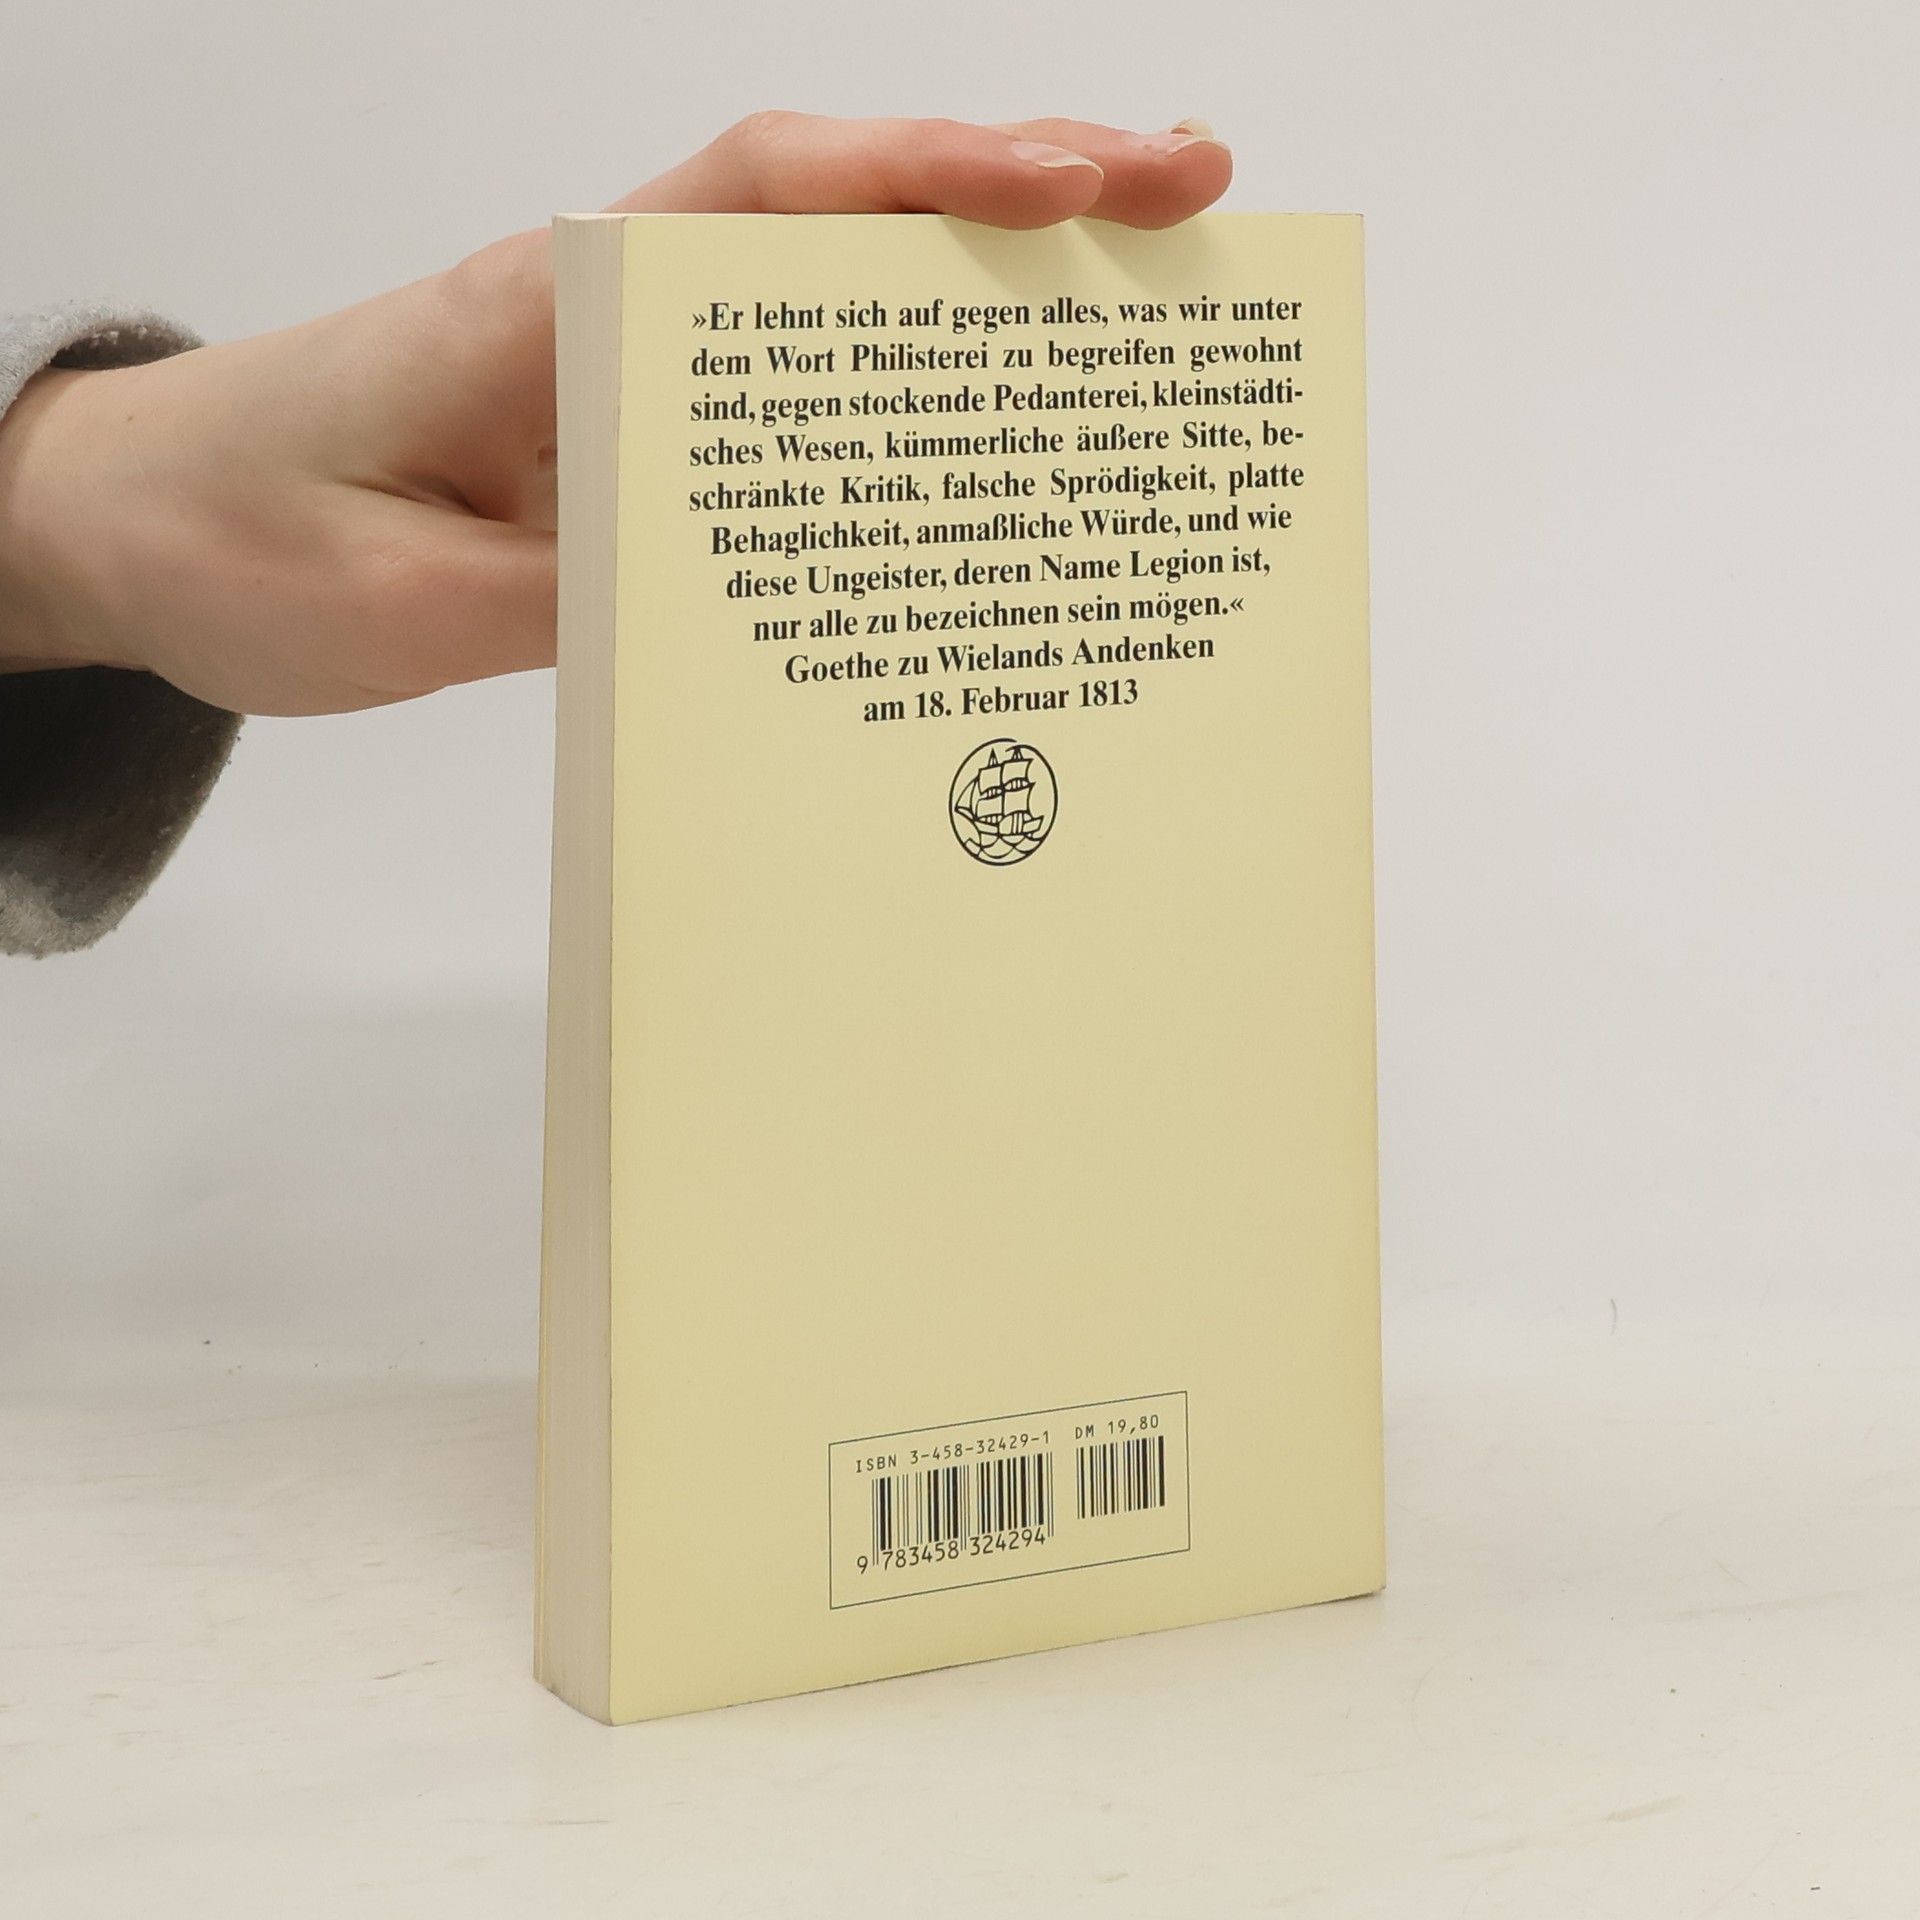 »Er lehnt sich auf gegen alles, was wir unter
dem Wort Philisterei zu begreifen gewohnt
sind, gegen stockende Pedanterei, kleinstädti-
sches Wesen, kümmerliche äußere Sitte, be-
schränkte Kritik, falsche Sprödigkeit, platte
Behaglichkeit, anmaßliche Würde, und wie
diese Ungeister, deren Name Legion ist,
nur alle zu bezeichnen sein mögen.«
Goethe zu Wielands Andenken
am 18. Februar 1813
ISBN 3-458-32429-1 DM 19,80
9 783458 324294